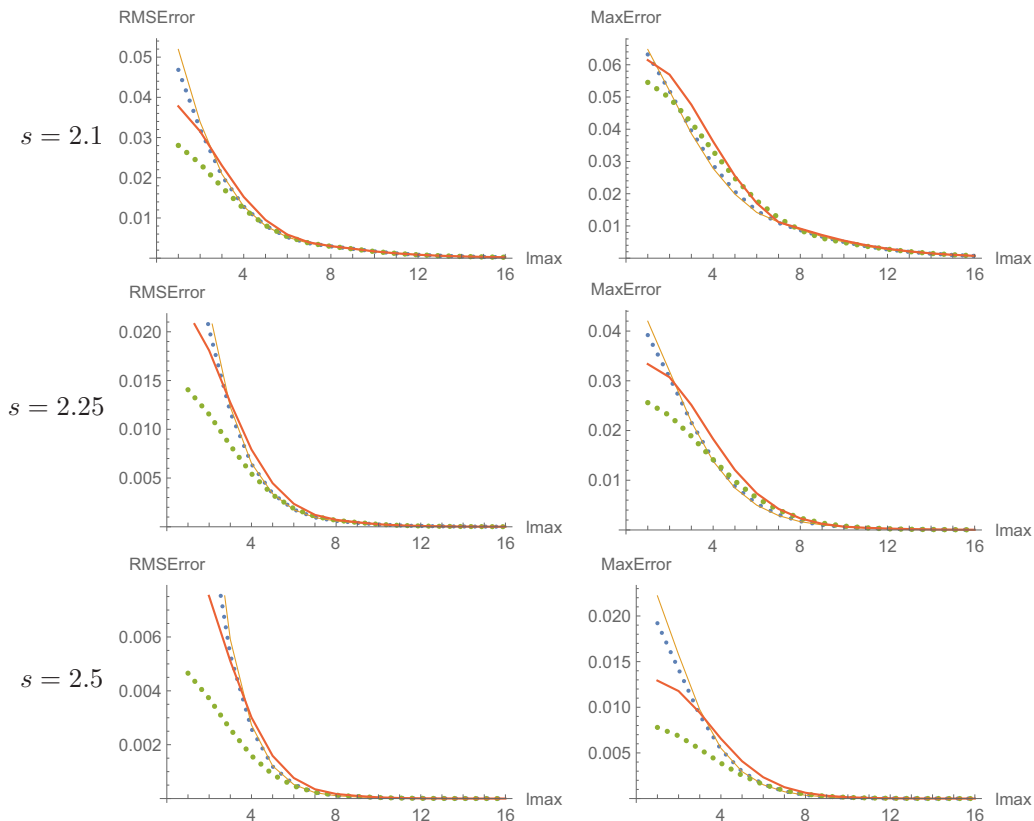 RMSError
0.05
0.04
0.03
0.02
0.01
4 8 12 16 lmax
MaxError
0.06
0.05
0.04
0.03
0.02
0.01
4 8 12 16 lmax
s = 2.1
RMSError
0.020
0.015
0.010
0.005
4 8 12 16 lmax
MaxError
0.04
0.03
0.02
0.01
4 8 12 16 lmax
s = 2.25
RMSError
0.006
0.004
0.002
4 8 12 16 lmax
MaxError
0.020
0.015
0.010
0.005
4 8 12 16 lmax
s = 2.5